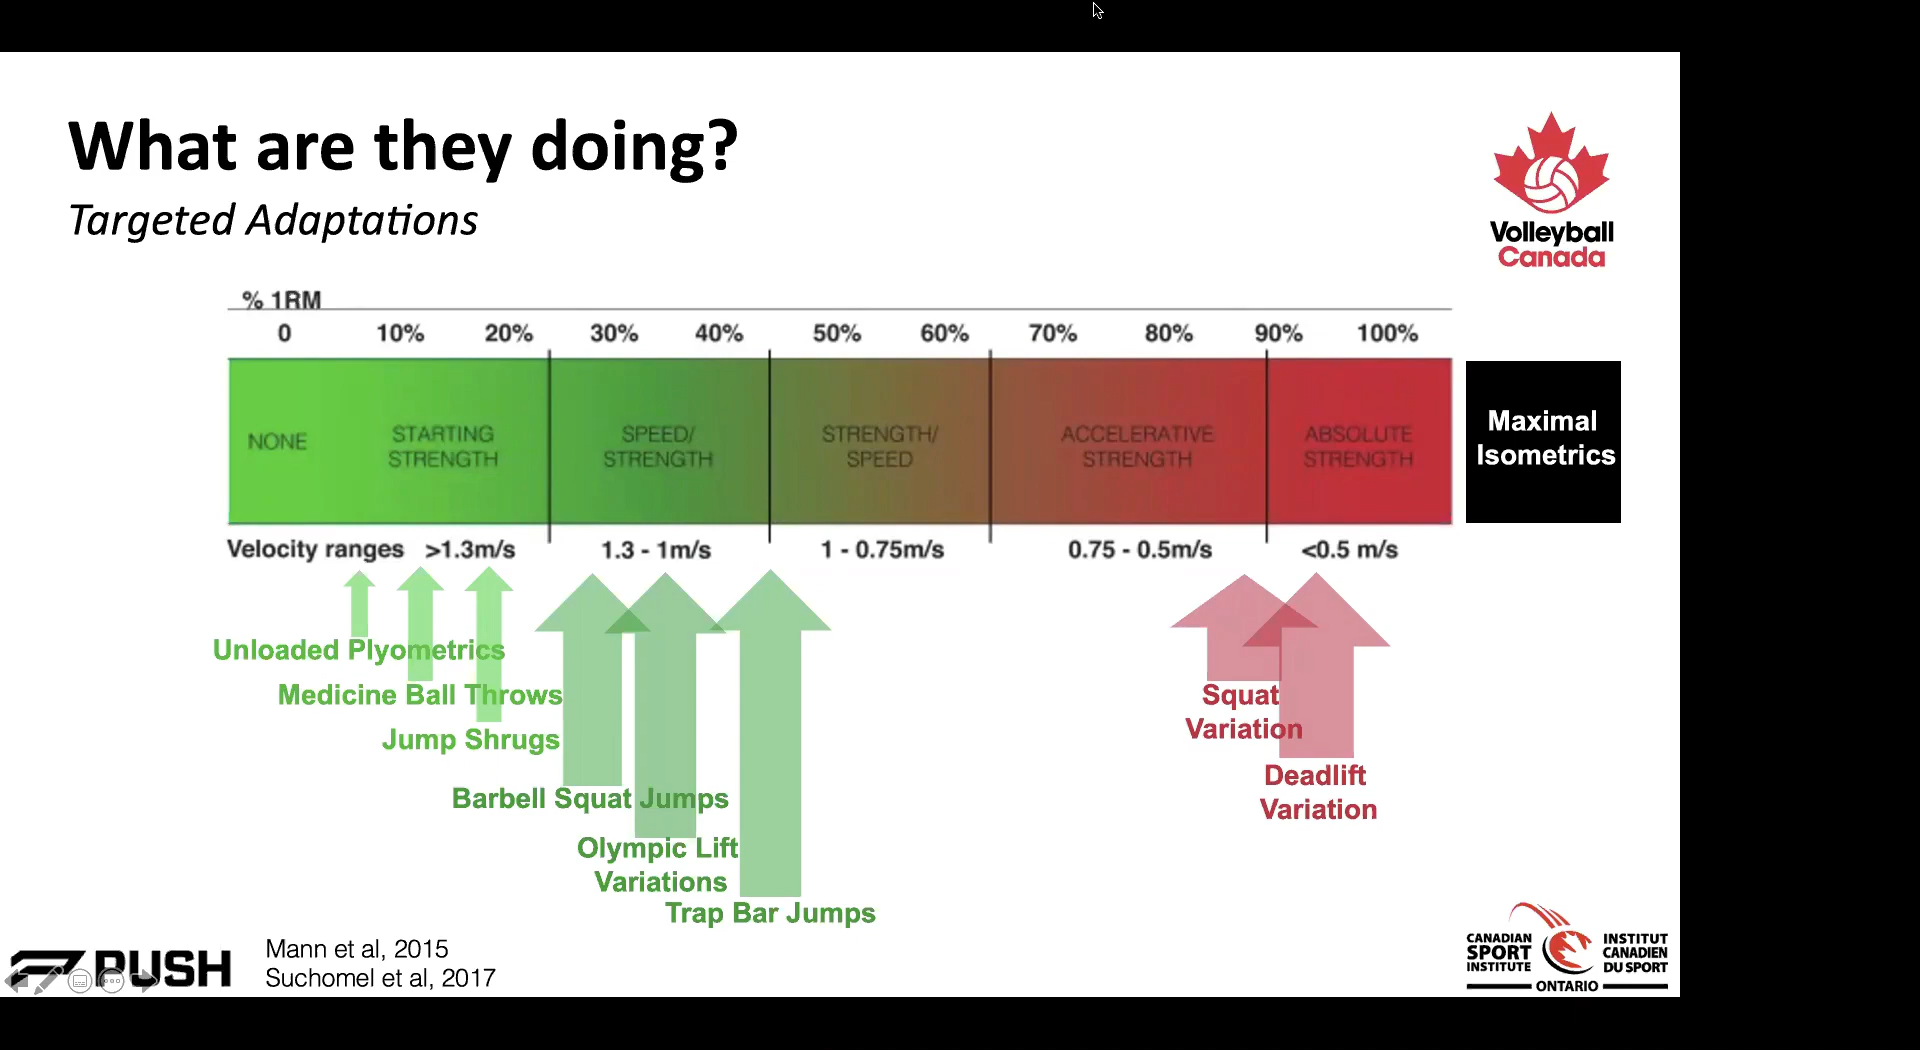 What are they doing?
Targeted Adaptations
Volleyball
Canada
% 1RM
0 10% 20% 30% 40% 50% 60% 70% 80% 90% 100%
NONE
STARTING
STRENGTH
SPEED/
STRENGTH
STRENGTH/
SPEED
ACCELERATIVE
STRENGTH
ABSOLUTE
STRENGTH
Maximal
Isometrics
Velocity ranges >1.3m/s 1.3 - 1m/s 1 - 0.75m/s 0.75 - 0.5m/s <0.5 m/s
Unloaded Plyometrics
Medicine Ball Throws
Jump Shrugs
Barbell Squat Jumps
Olympic Lift
Variations
Trap Bar Jumps
Squat
Variation
Deadlift
Variation
PUSH
Mann et al, 2015
Suchomel et al, 2017
CANADIAN
SPORT
INSTITUTE
INSTITUT
CANADIEN
DU SPORT
ONTARIO